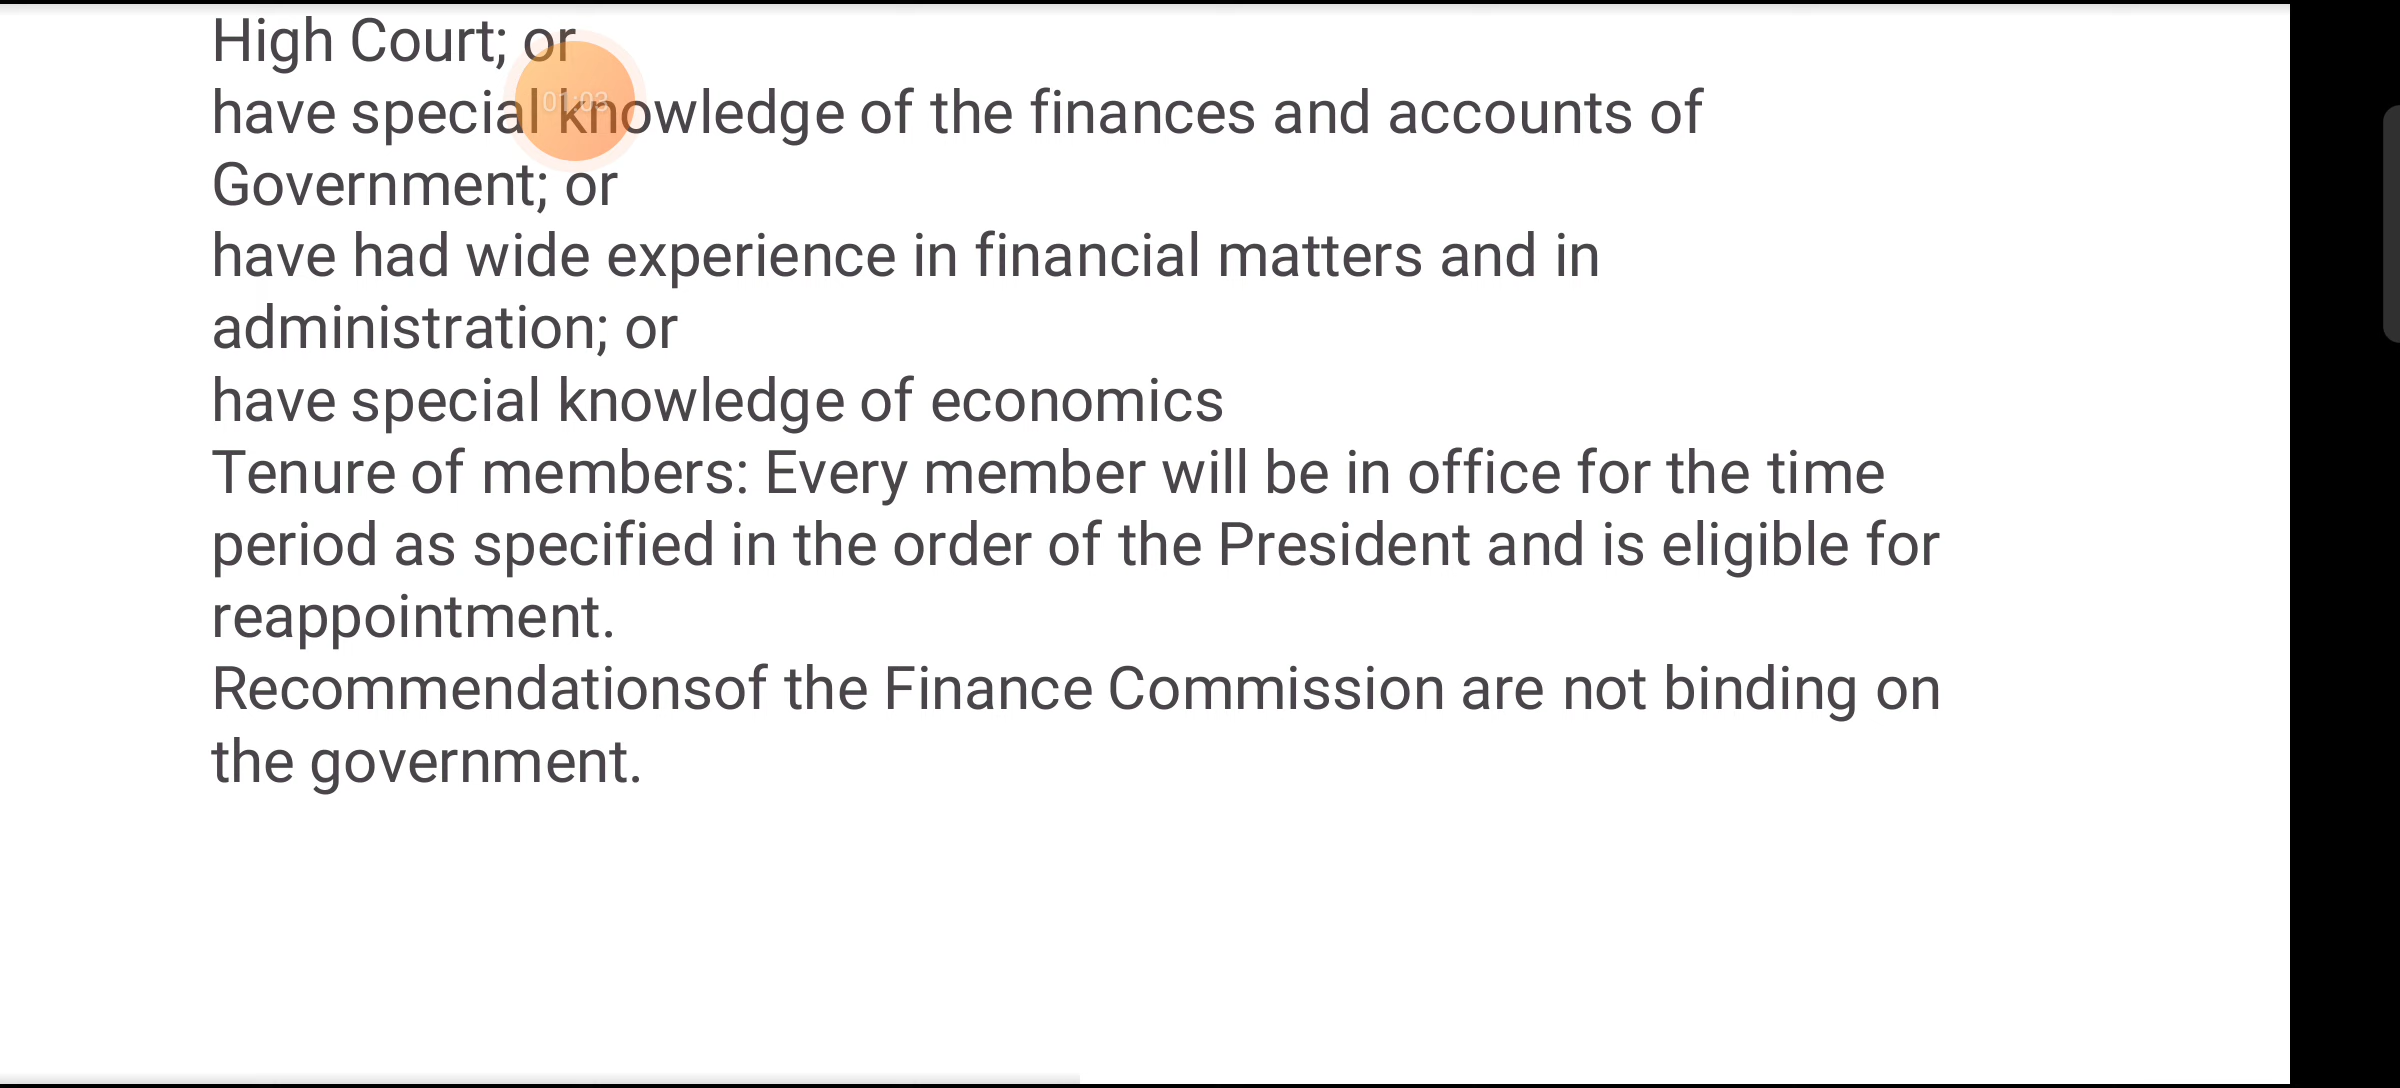 High Court; or
01:03
have special knowledge of the finances and accounts of
Government; or
have had wide experience in financial matters and in
administration; or
have special knowledge of economics
Tenure of members: Every member will be in office for the time
period as specified in the order of the President and is eligible for
reappointment.
Recommendationsof the Finance Commission are not binding on
the government.